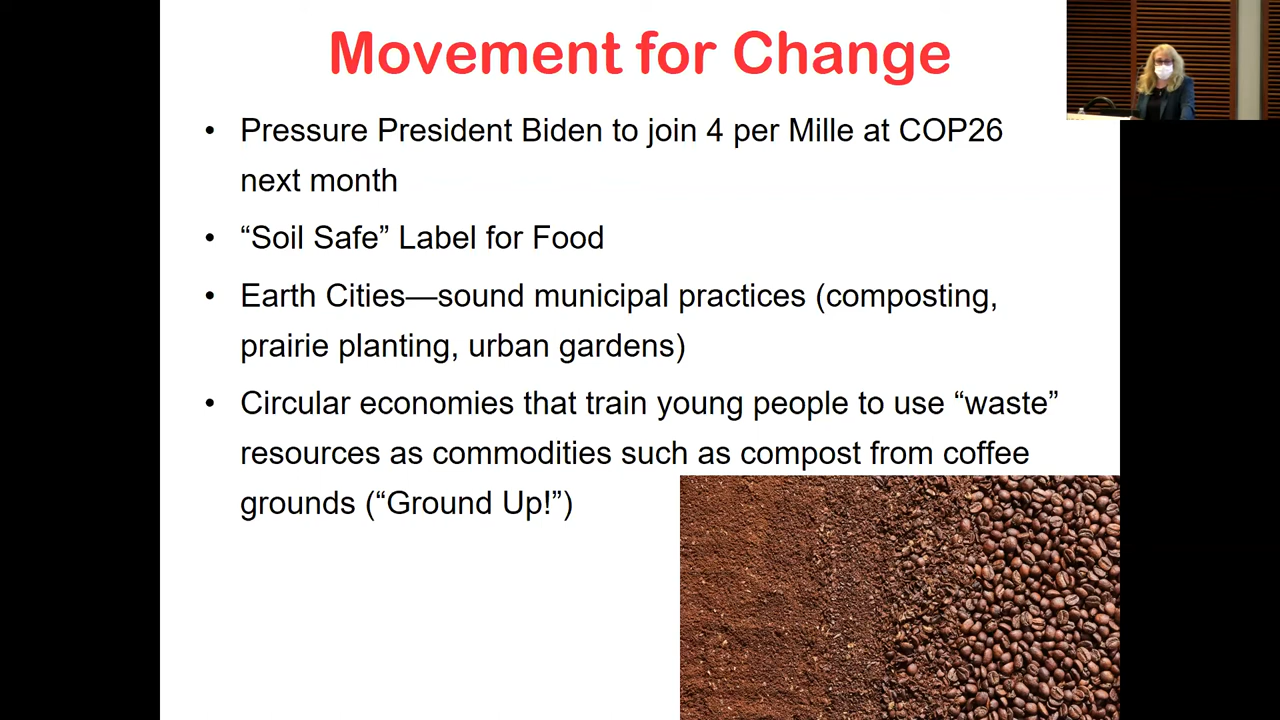 Movement for Change
• Pressure President Biden to join 4 per Mille at COP26
next month
• “Soil Safe” Label for Food
• Earth Cities—sound municipal practices (composting,
prairie planting, urban gardens)
• Circular economies that train young people to use “waste”
resources as commodities such as compost from coffee
grounds (“Ground Up!”)